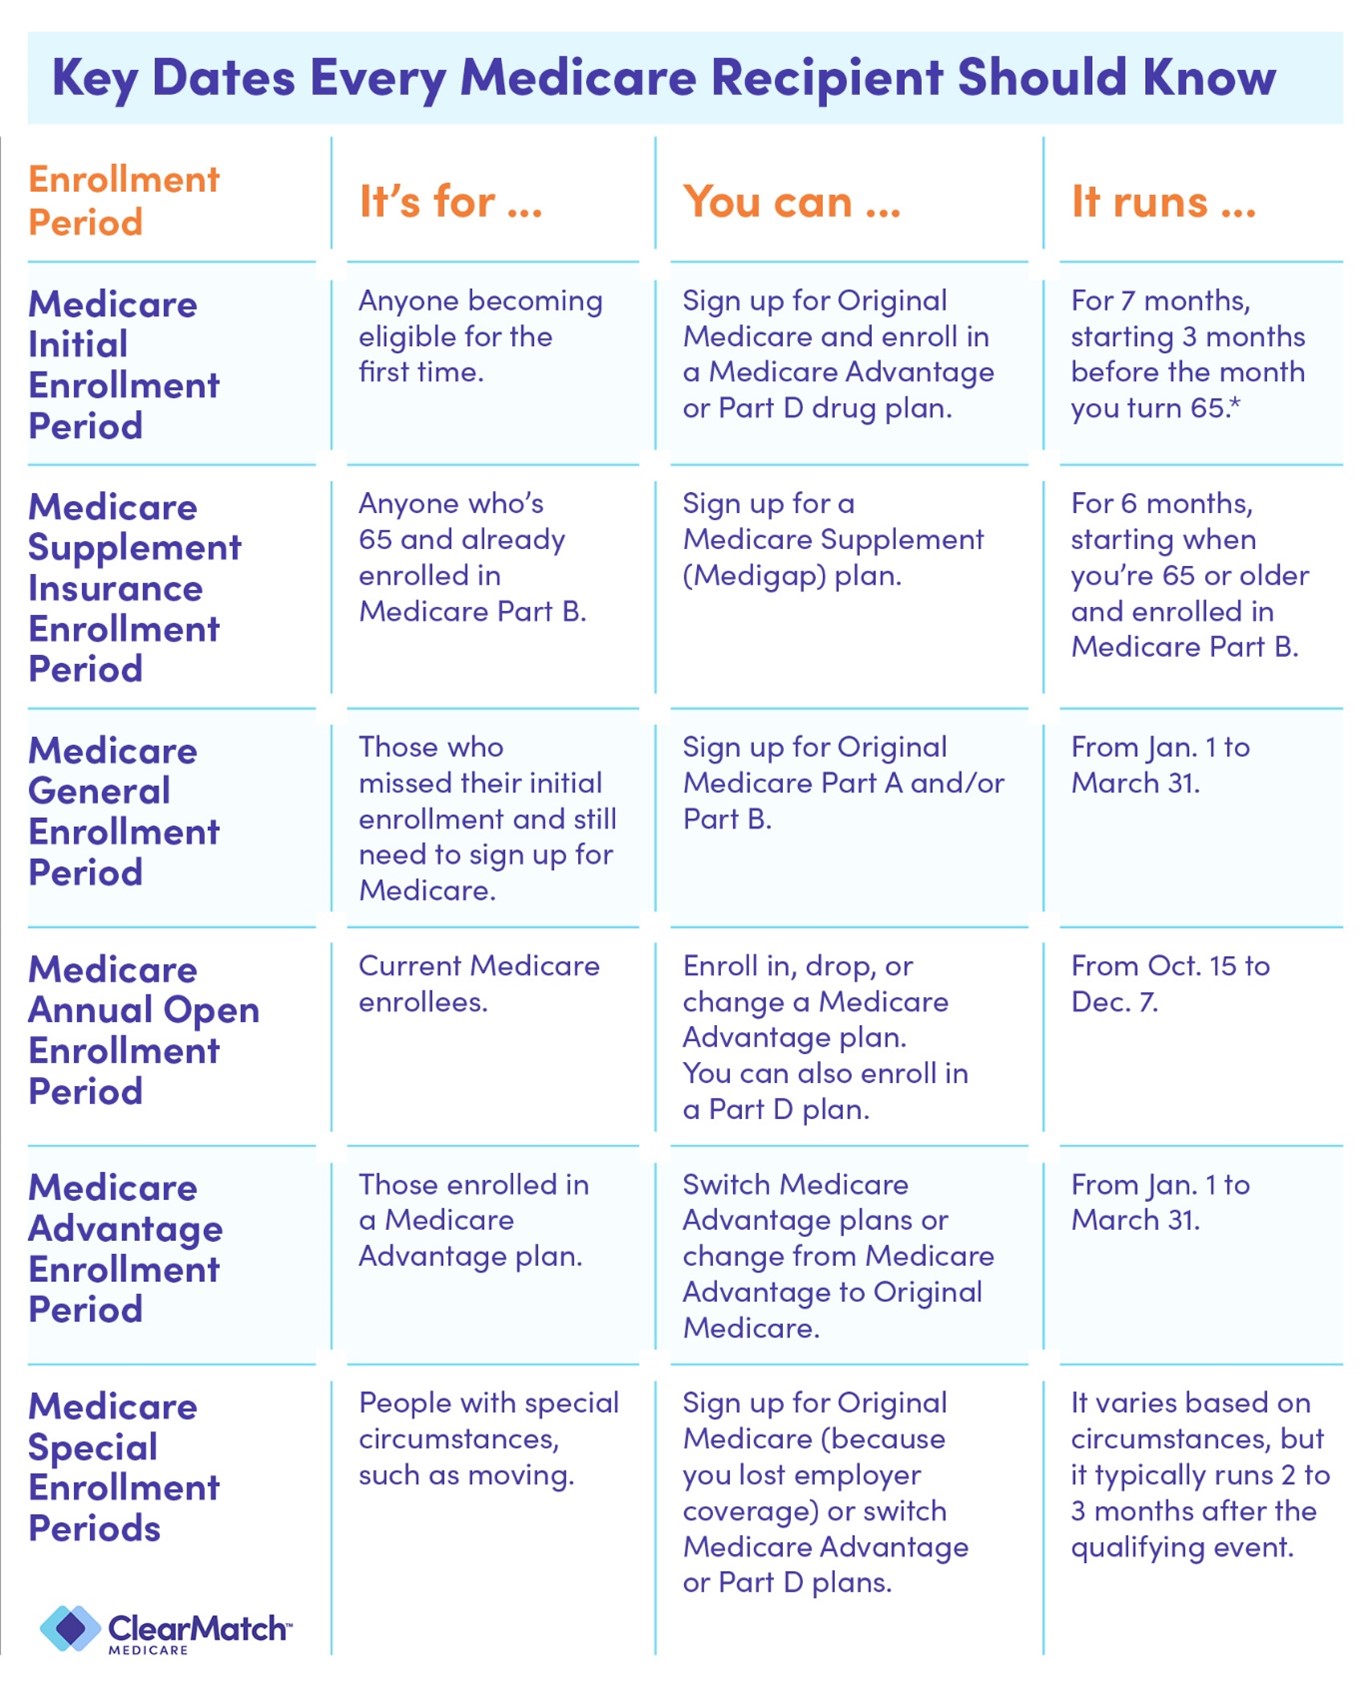 Key Dates Every Medicare Recipient Should Know
Enrollment
Period
It's for ...
You can ...
It runs ...
Medicare
Initial
Enrollment
Period
Anyone becoming
eligible for the
first time.
Sign up for Original
Medicare and enroll in
a Medicare Advantage
or Part D drug plan.
For 7 months,
starting 3 months
before the month
you turn 65.*
Medicare
Supplement
Insurance
Enrollment
Period
Anyone who's
65 and already
enrolled in
Medicare Part B.
Sign up for a
Medicare Supplement
(Medigap) plan.
For 6 months,
starting when
you're 65 or older
and enrolled in
Medicare Part B.
Medicare
General
Enrollment
Period
Those who
missed their initial
enrollment and still
need to sign up for
Medicare.
Sign up for Original
Medicare Part A and/or
Part B.
From Jan. 1 to
March 31.
Medicare
Annual Open
Enrollment
Period
Current Medicare
enrollees.
Enroll in, drop, or
change a Medicare
Advantage plan.
You can also enroll in
a Part D plan.
From Oct. 15 to
Dec. 7.
Medicare
Advantage
Enrollment
Period
Those enrolled in
a Medicare
Advantage plan.
Switch Medicare
Advantage plans or
change from Medicare
Advantage to Original
Medicare.
From Jan. 1 to
March 31.
Medicare
Special
Enrollment
Periods
People with special
circumstances,
such as moving.
Sign up for Original
Medicare (because
you lost employer
coverage) or switch
Medicare Advantage
or Part D plans.
It varies based on
circumstances, but
it typically runs 2 to
3 months after the
qualifying event.
ClearMatch™
MEDICARE